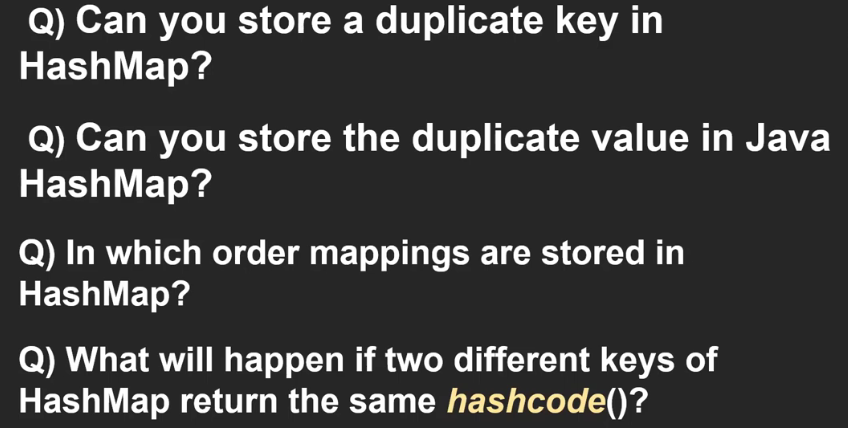 Q) Can you store a duplicate key in
HashMap?
Q) Can you store the duplicate value in Java
HashMap?
Q) In which order mappings are stored in
HashMap?
Q) What will happen if two different keys of
HashMap return the same hashcode()?